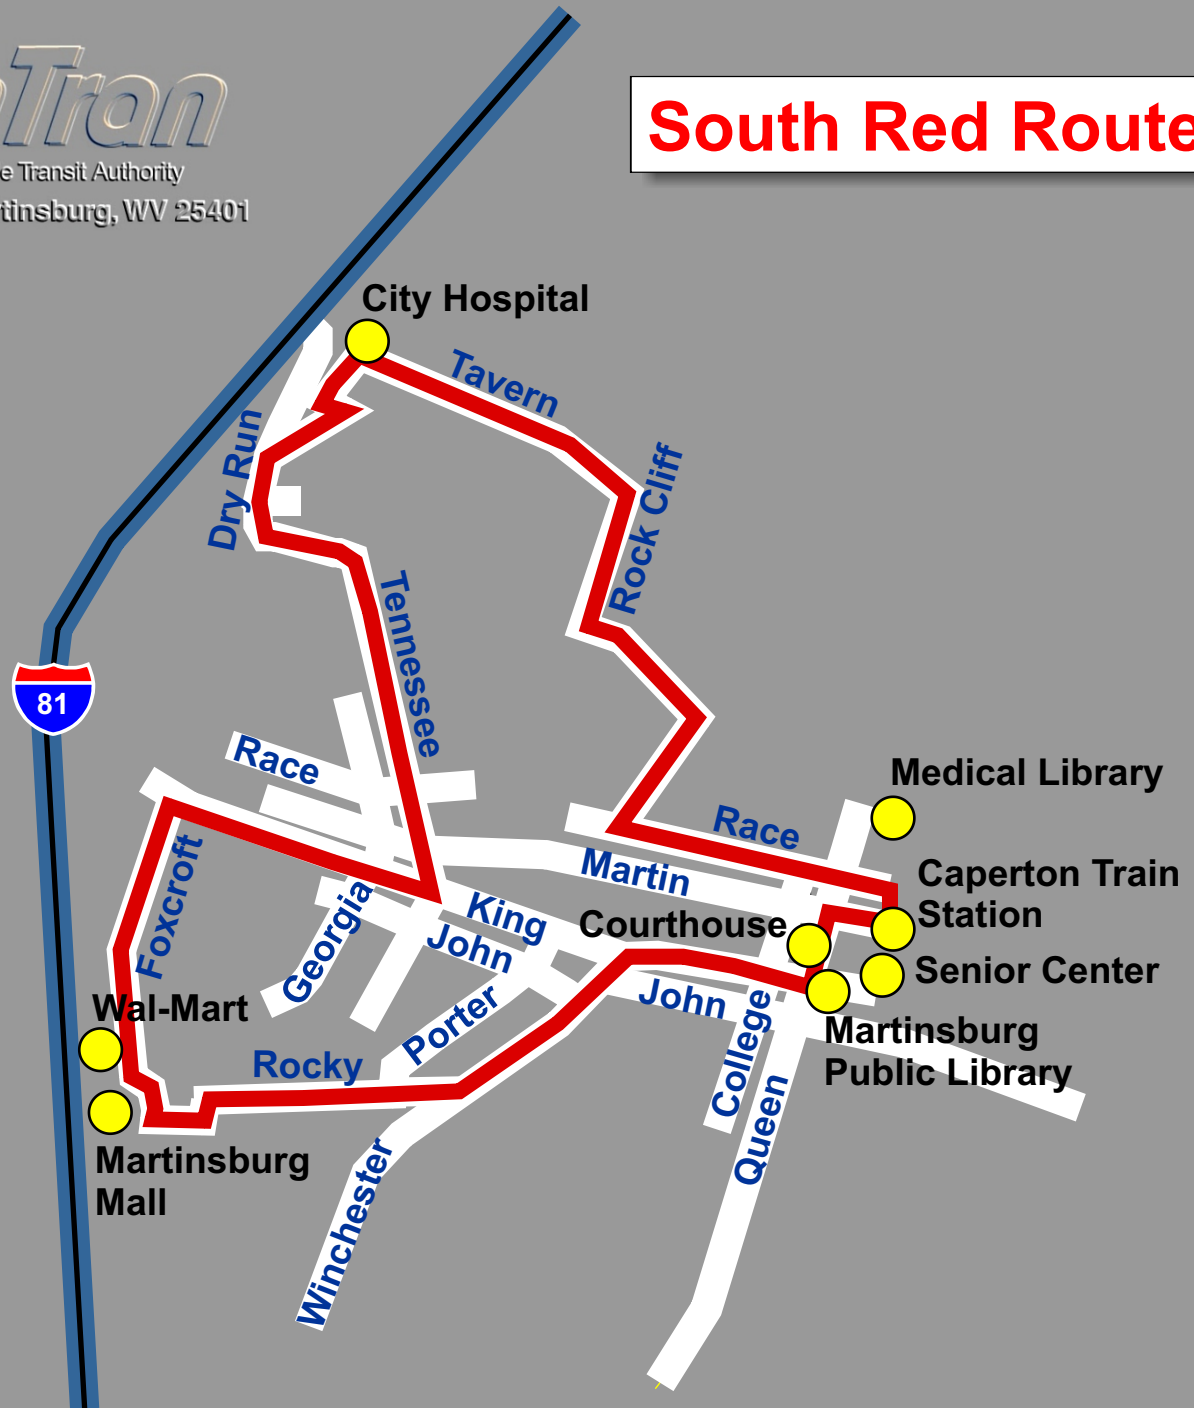 Tran
e Transit Authority
tinsburg, WV 25401
South Red Route
City Hospital
Tavern
Dry Run
Rock Cliff
Tennessee
81
Race
Medical Library
Race
Foxcroft
Martin
Caperton Train
Station
Georgia
King
Courthouse
John
Senior Center
Wal-Mart
Porter
John
Martinsburg
Public Library
Rocky
College
Queen
Martinsburg
Mall
Winchester